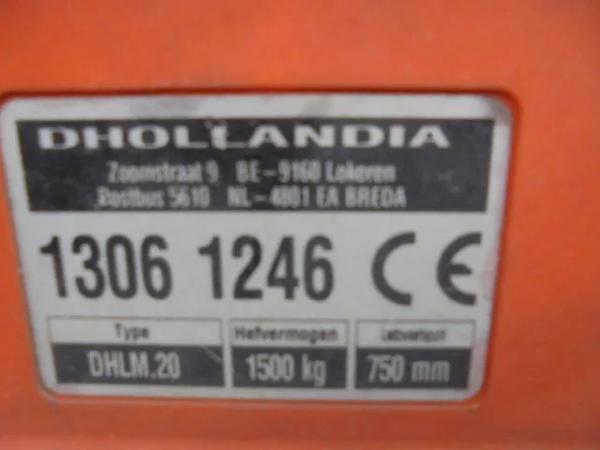 DHOLLANDIA
Zoomstraat 9 BE-9160 Lokeren
Postbus 5610 NL-4801 EA BREDA
1306 1246 CE
Type Hefvermogen
DHLM.20 1500 kg 750 mm